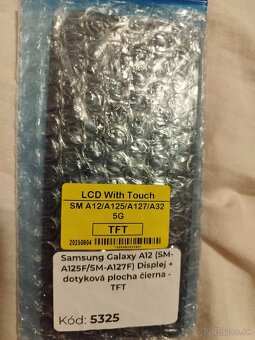 LCD With Touch
SM A12/A125/A127/A32
5G
TFT
20250904
Samsung Galaxy A12 (SM-
A125F/SM-A127F) Displej +
dotyková plocha čierna -
TFT
Kód: 5325